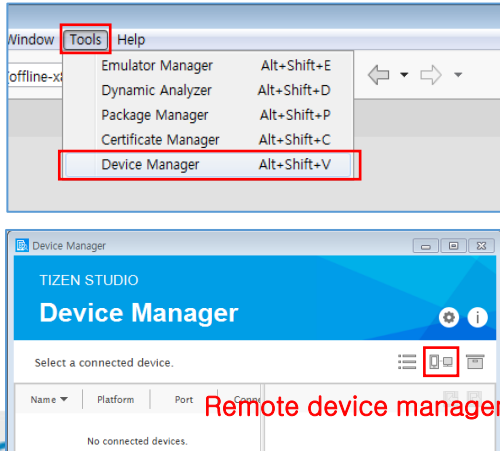 Window Tools Help
[offline-x
Emulator Manager Alt+Shift+E
Dynamic Analyzer Alt+Shift+D
Package Manager Alt+Shift+P
Certificate Manager Alt+Shift+C
Device Manager Alt+Shift+V
Device Manager
TIZEN STUDIO
Device Manager
Select a connected device.
Name Platform Port Conne
Remote device manager
No connected devices.